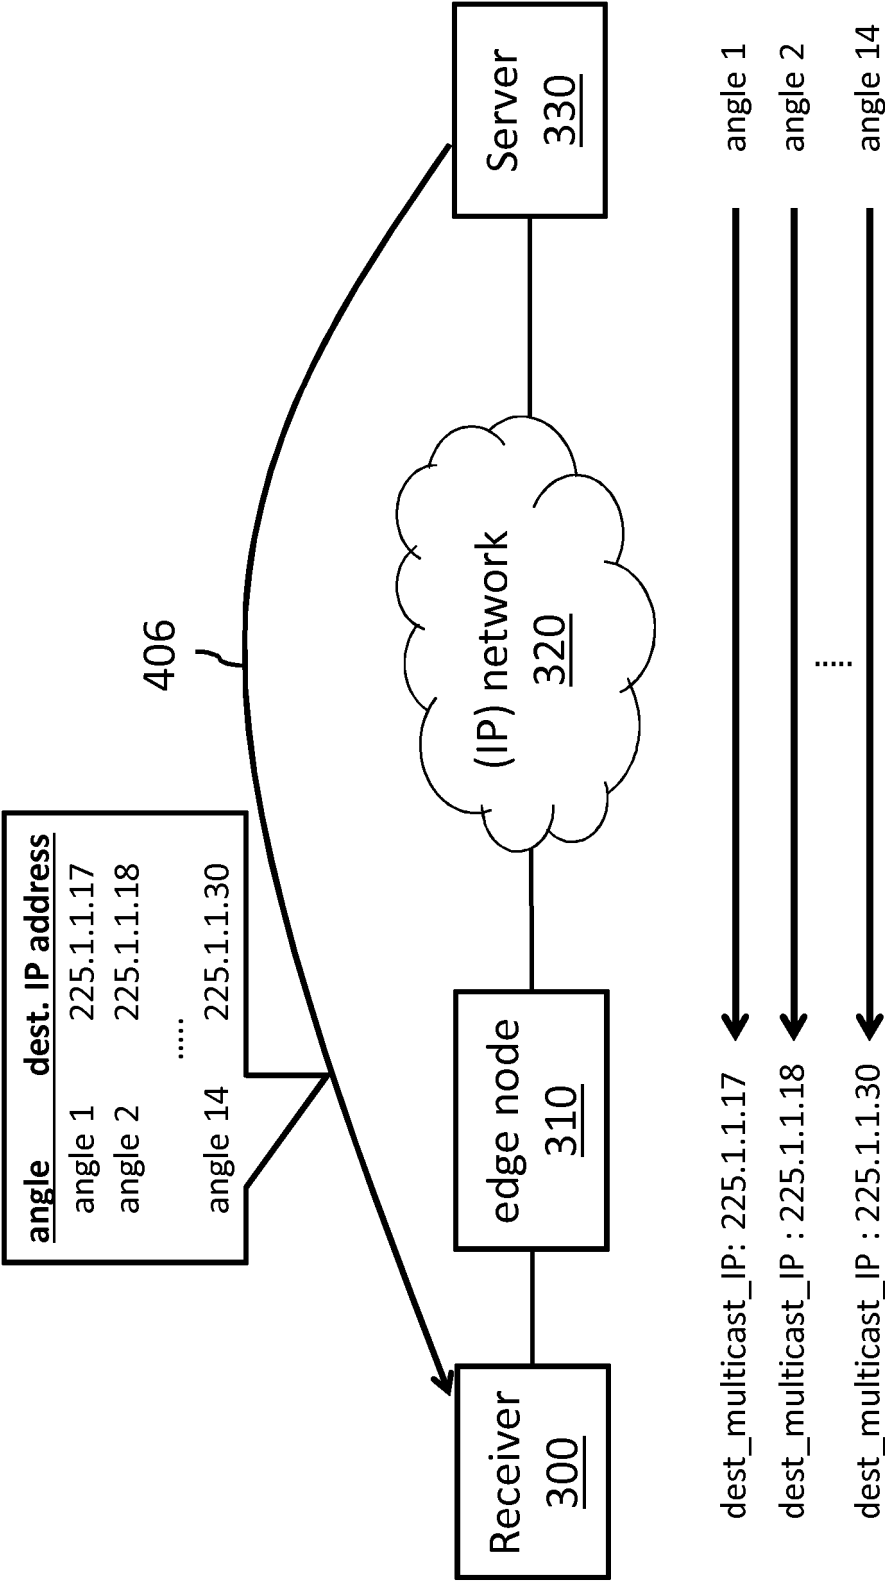 angle dest. IP address
angle 1 225.1.1.17
angle 2 225.1.1.18
.....
angle 14 225.1.1.30
406
Receiver
300
edge node
310
(IP) network
320
Server
330
dest_multicast_IP: 225.1.1.17 angle 1
dest_multicast_IP : 225.1.1.18 angle 2
.....
dest_multicast_IP : 225.1.1.30 angle 14